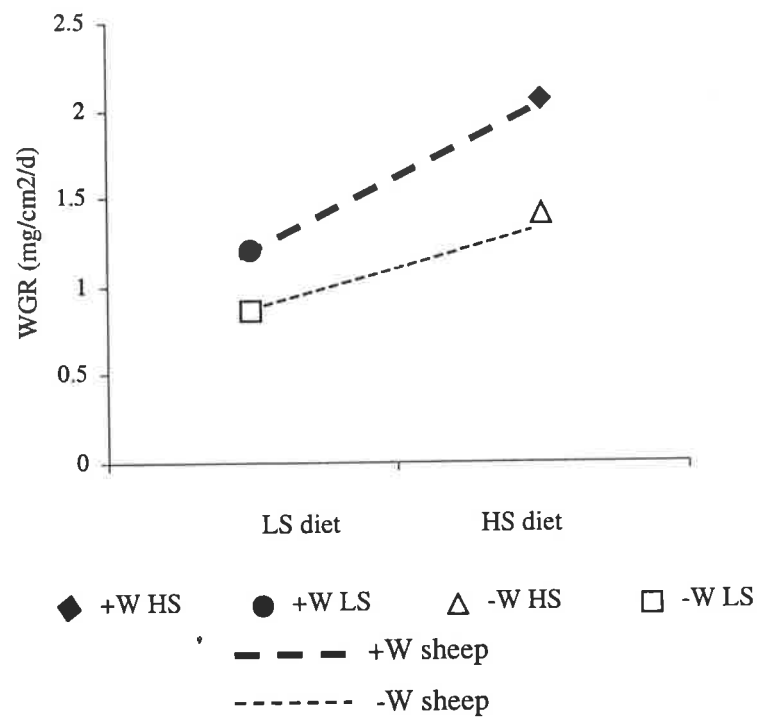 2.5
2
1.5
1
0.5
0
WGR (mg/cm2/d)
LS diet HS diet
+W HS +W LS -W HS -W LS
+W sheep
-W sheep